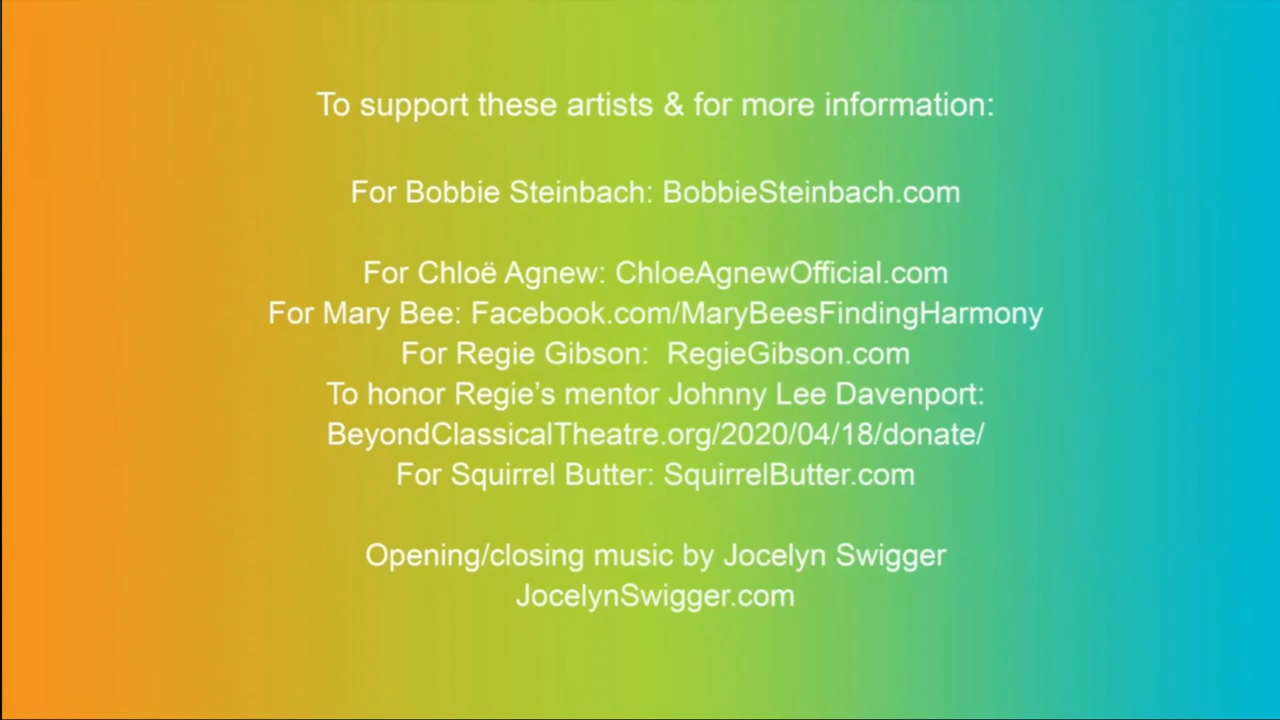 To support these artists & for more information:
For Bobbie Steinbach: BobbieSteinbach.com
For Chloë Agnew: ChloeAgnewOfficial.com
For Mary Bee: Facebook.com/MaryBeesFindingHarmony
For Regie Gibson:  RegieGibson.com
To honor Regie’s mentor Johnny Lee Davenport:
BeyondClassicalTheatre.org/2020/04/18/donate/
For Squirrel Butter: SquirrelButter.com
Opening/closing music by Jocelyn Swigger
JocelynSwigger.com